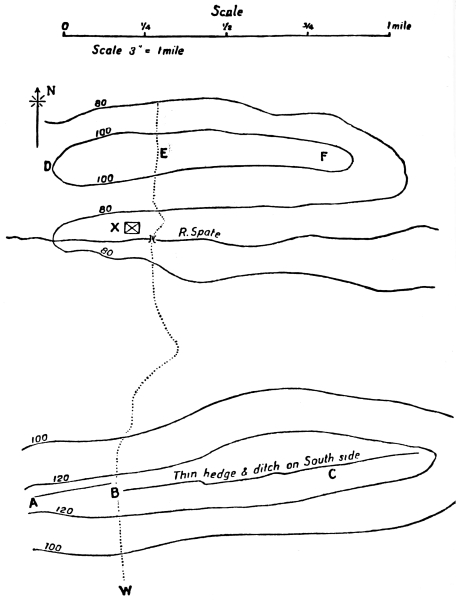 Scale
0 1/4 1/2 3/4 1 mile
Scale 3" = 1 mile
N
80
100
D E F
100
80
X R. Spate
80
100
Thin hedge & ditch on South side
120
C
B
A
120
100
W